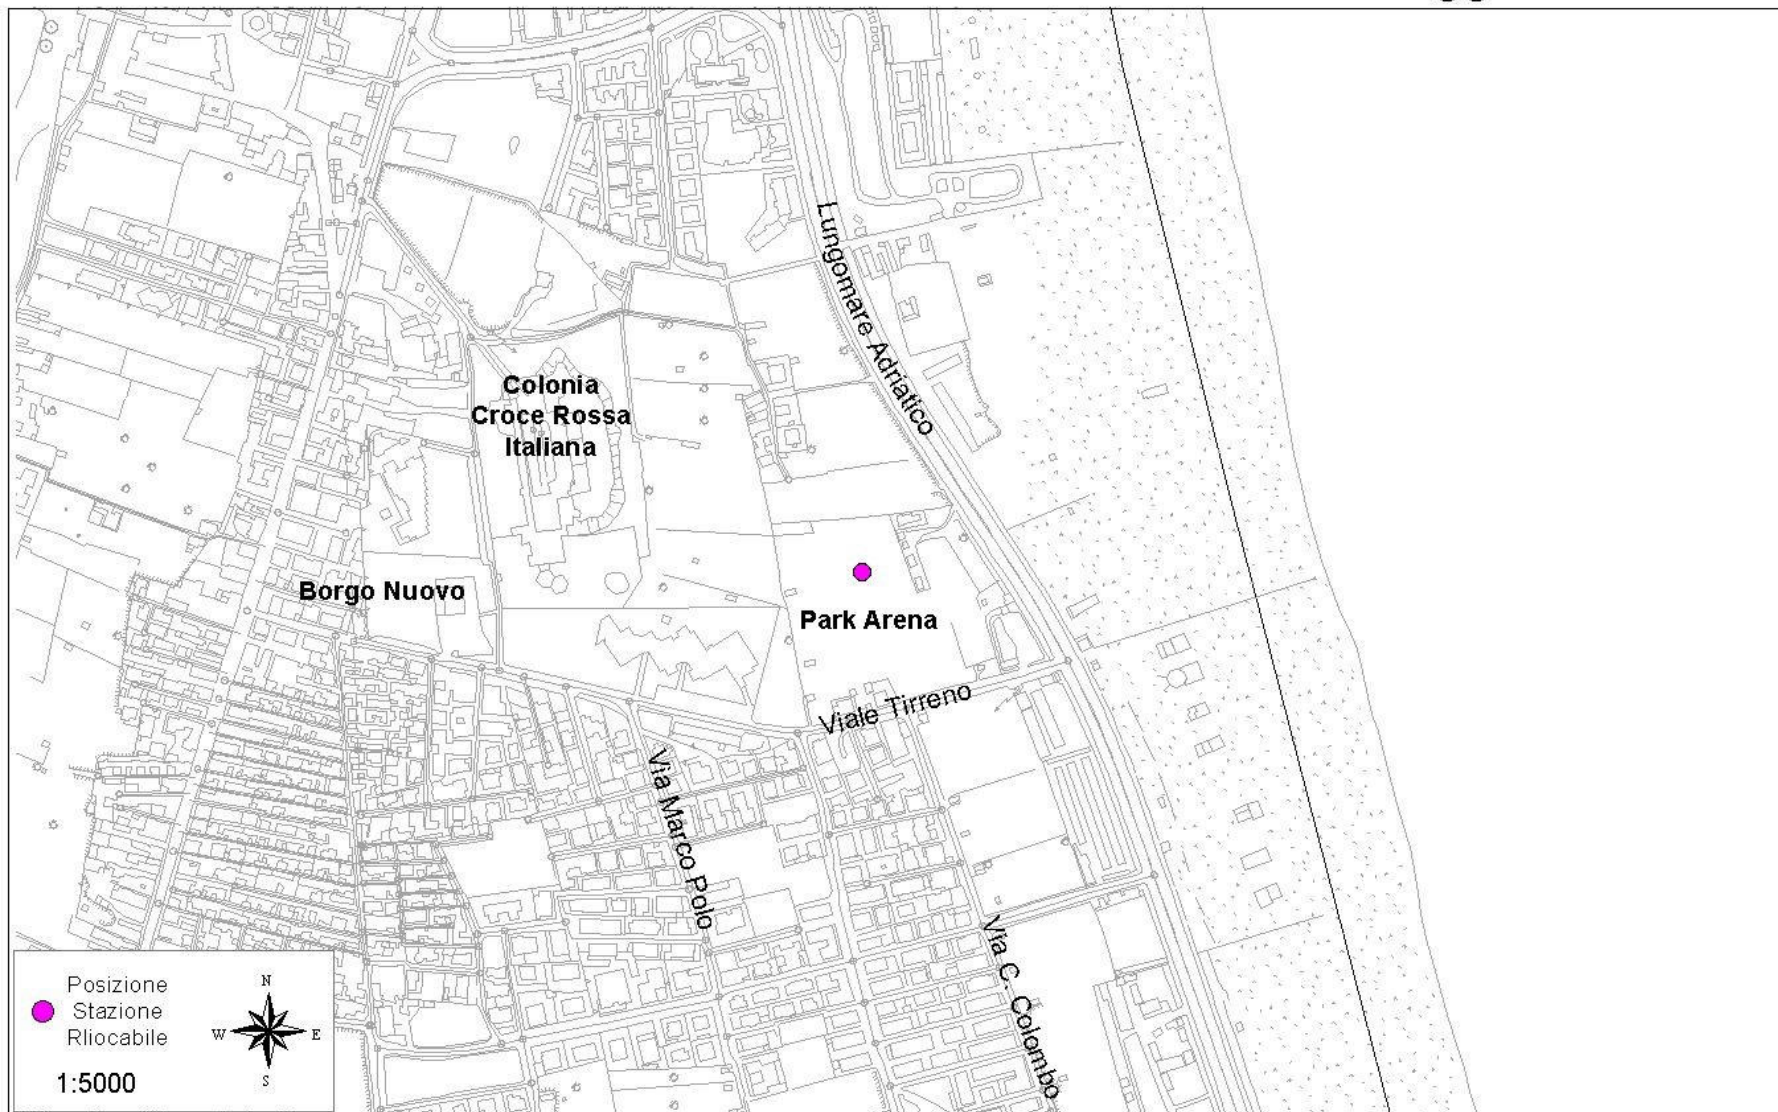 Lungomare Adriatico
Colonia
Croce Rossa
Italiana
Borgo Nuovo
Park Arena
Viale Tirreno
Via Marco Polo
Via C. Colombo
Posizione
Stazione
Rliocabile
N
W E
S
1:5000